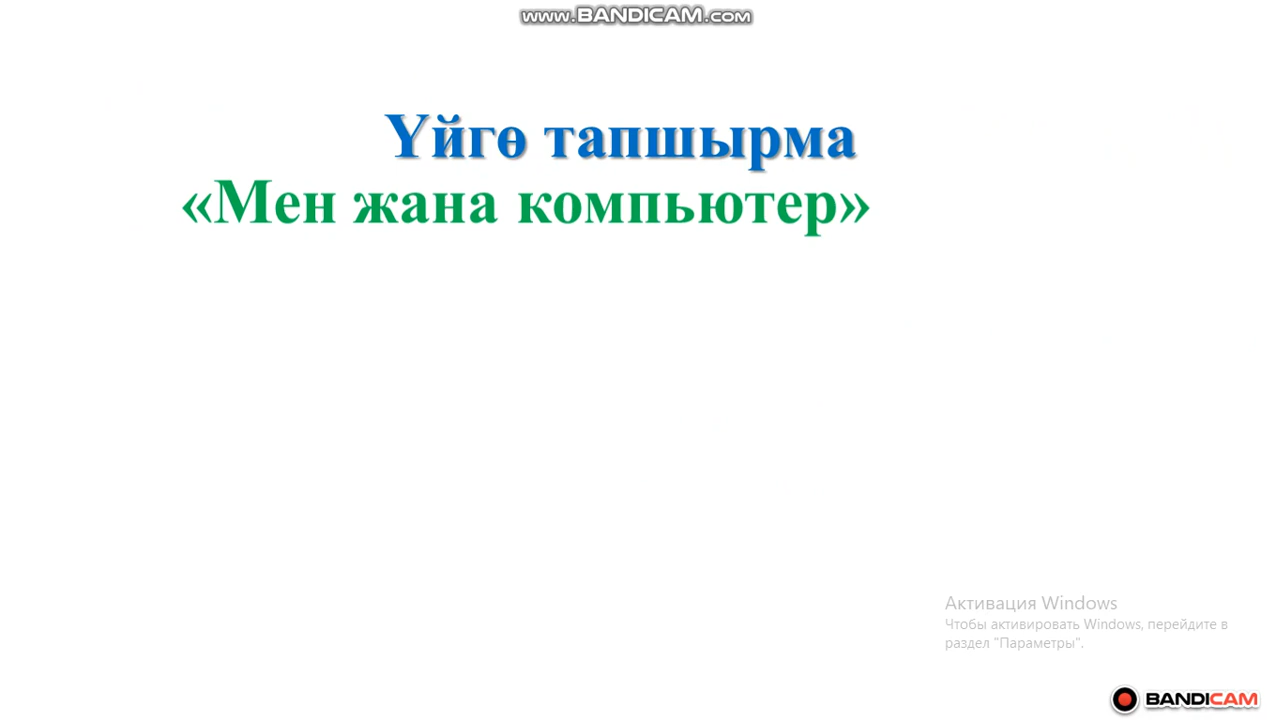 www.BANDICAM.com
Үйгө тапшырма
«Мен жана компьютер»
Активация Windows
Чтобы активировать Windows, перейдите в
раздел "Параметры".
BANDICAM